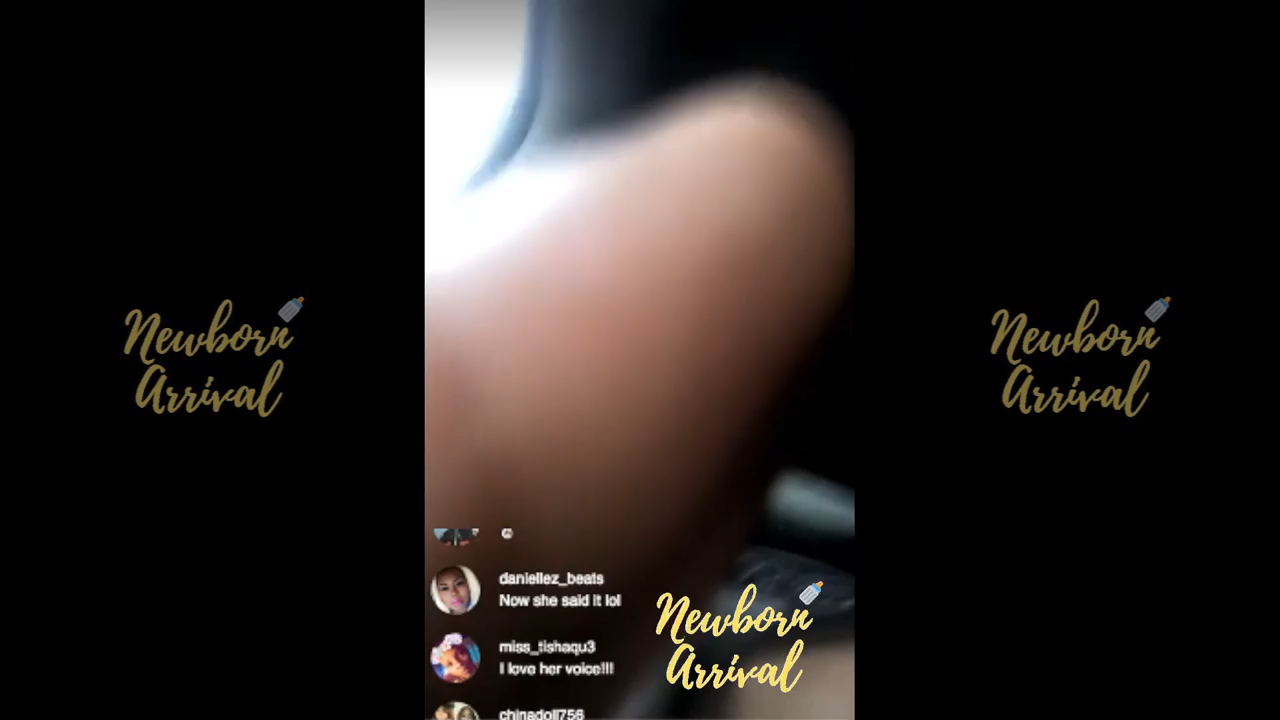 Newborn
Arrival
daniellez_beats
Now she said it lol
miss_tishaqu3
I love her voice!!!
chinadoll756
Newborn
Arrival
Newborn
Arrival